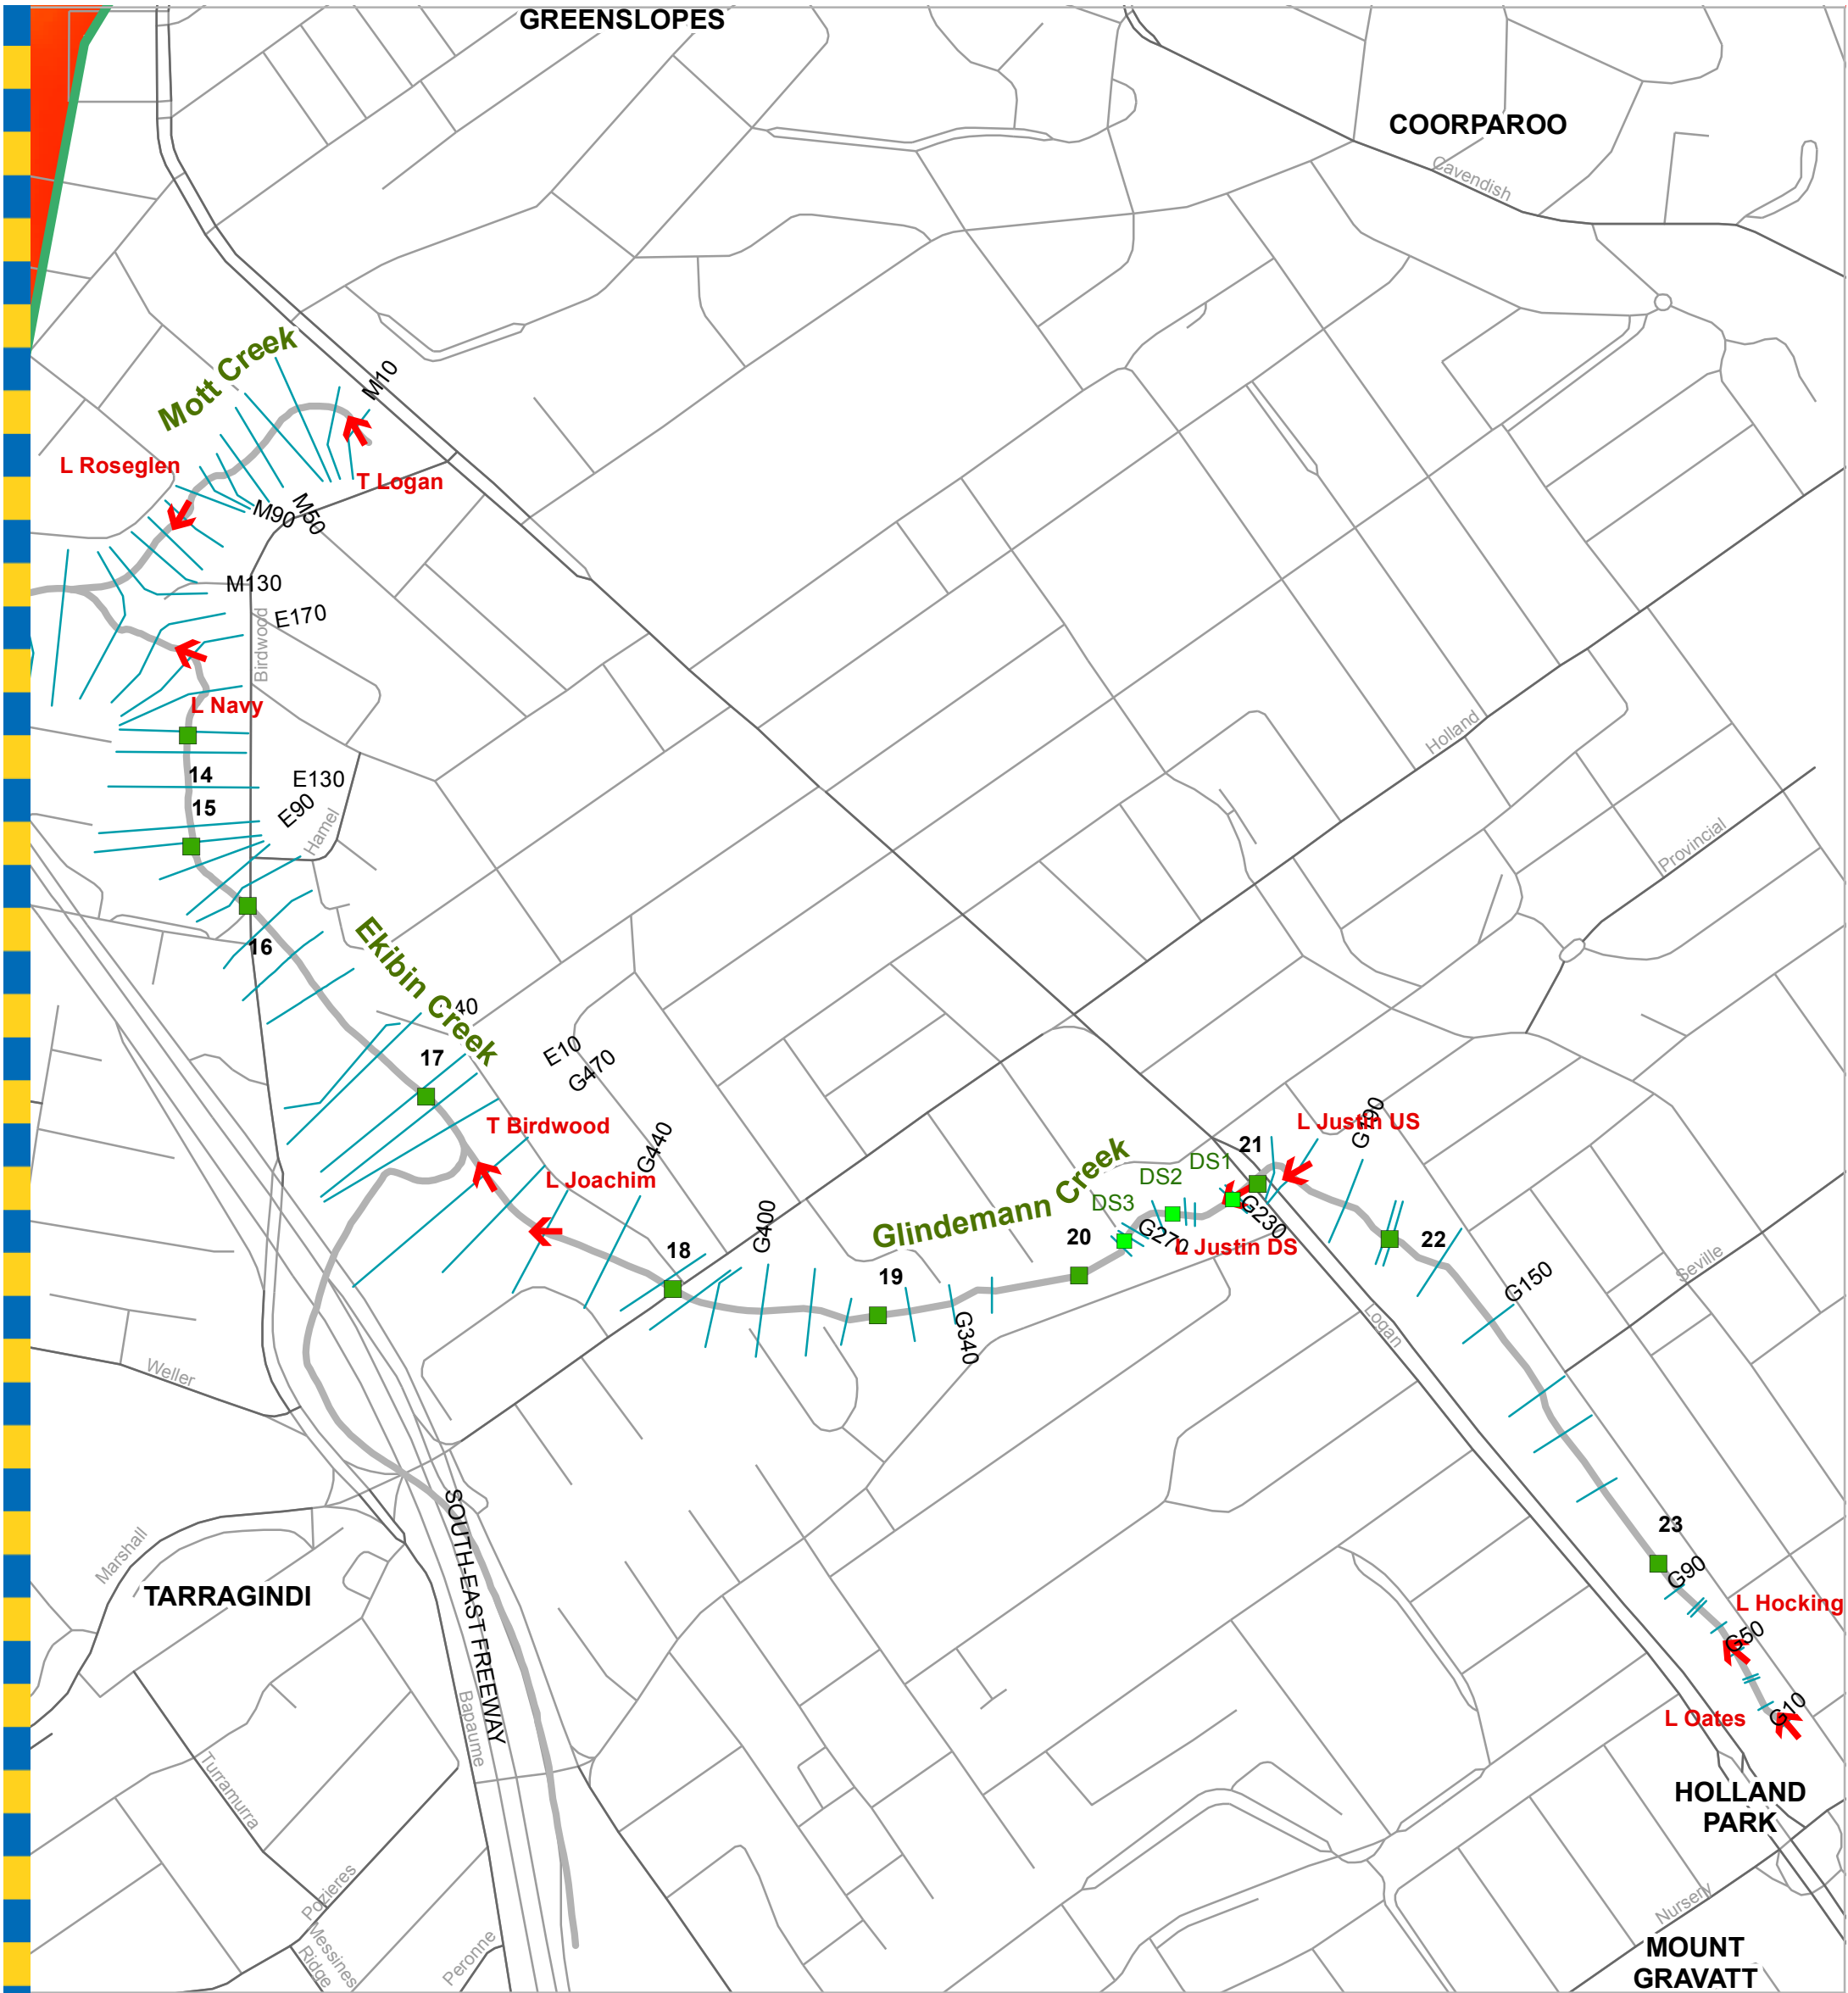 GREENSLOPES
COORPAROO
Cavendish
Mott Creek
M10
L Roseglen
T Logan
M90
M50
M130
E170
Birdwood
L Navy
Holland
14
E130
15
E90
Hamel
Provincial
16
Ekibin Creek
40
17
E10
G470
T Birdwood
L Joachim
G440
G400
18
19
G340
Glindemann Creek
20
DS3
DS2
DS1
G270
L Justin DS
G230
21
L Justin US
22
G150
Seville
Logan
Weller
Marshall
TARRAGINDI
SOUTH-EAST FREEWAY
Bapaume
23
G90
L Hocking
G50
G10
L Oates
HOLLAND
PARK
Turramurra
Pozieres
Messines
Ridge
Peronne
Nursery
MOUNT
GRAVATT